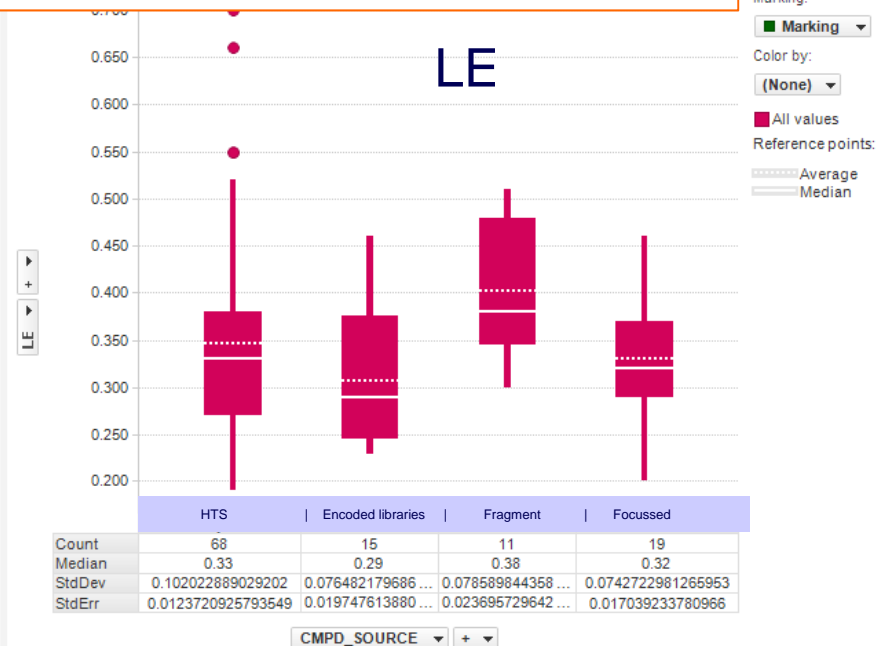 Marking:
Marking
0.700
0.650
LE
Color by:
(None)
0.600
All values
0.550
Reference points:
Average
Median
0.500
0.450
0.400
0.350
0.300
0.250
0.200
+
LE
HTS | Encoded libraries | Fragment | Focussed
Count 68 15 11 19
Median 0.33 0.29 0.38 0.32
StdDev 0.102022889029202 0.076482179686 ... 0.078589844358 ... 0.0742722981265953
StdErr 0.0123720925793549 0.019747613880 ... 0.023695729642 ... 0.017039233780966
CMPD_SOURCE +